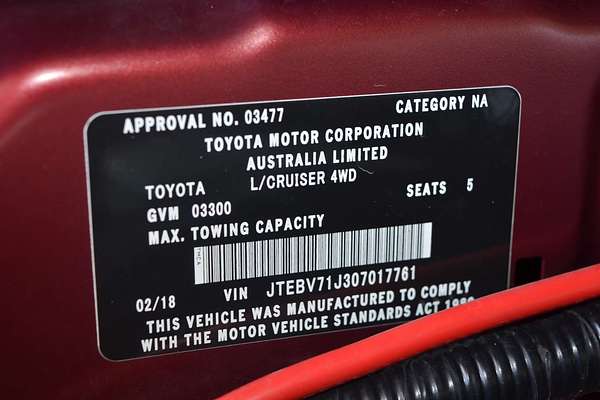 APPROVAL NO. 03477 CATEGORY NA
TOYOTA MOTOR CORPORATION
AUSTRALIA LIMITED
TOYOTA L/CRUISER 4WD
SEATS 5
GVM 03300
MAX. TOWING CAPACITY
02/18 VIN JTEBV71J307017761
THIS VEHICLE WAS MANUFACTURED TO COMPLY
WITH THE MOTOR VEHICLE STANDARDS ACT